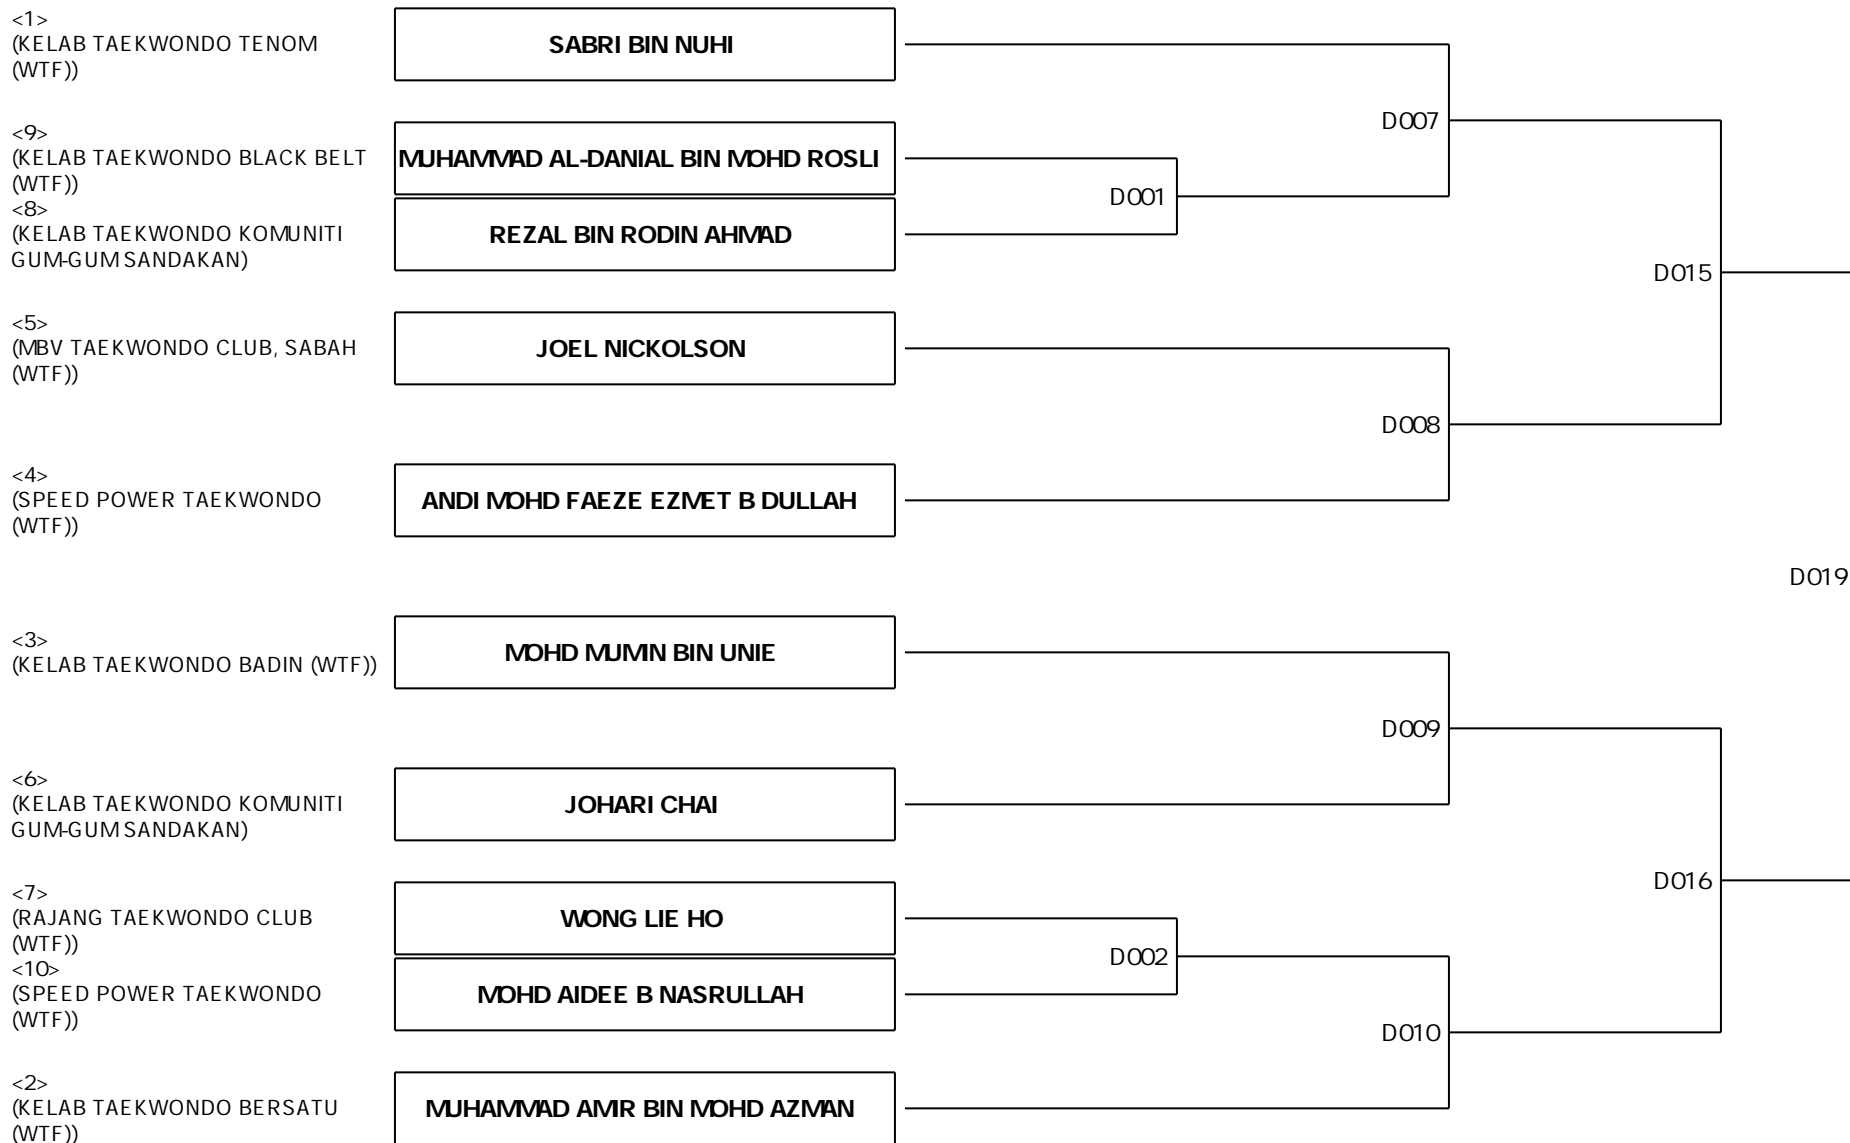 <1>
(KELAB TAEKWONDO TENOM
(WTF))
SABRI BIN NUHI
D007
<9>
(KELAB TAEKWONDO BLACK BELT
(WTF))
MUHAMMAD AL-DANIAL BIN MOHD ROSLI
D001
<8>
(KELAB TAEKWONDO KOMUNITI
GUM-GUM SANDAKAN)
REZAL BIN RODIN AHMAD
D015
<5>
(MBV TAEKWONDO CLUB, SABAH
(WTF))
JOEL NICKOLSON
D008
<4>
(SPEED POWER TAEKWONDO
(WTF))
ANDI MOHD FAEZE EZMET B DULLAH
D019
<3>
(KELAB TAEKWONDO BADIN (WTF))
MOHD MUMIN BIN UNIE
D009
<6>
(KELAB TAEKWONDO KOMUNITI
GUM-GUM SANDAKAN)
JOHARI CHAI
D016
<7>
(RAJANG TAEKWONDO CLUB
(WTF))
WONG LIE HO
D002
<10>
(SPEED POWER TAEKWONDO
(WTF))
MOHD AIDEE B NASRULLAH
D010
<2>
(KELAB TAEKWONDO BERSATU
(WTF))
MUHAMMAD AMIR BIN MOHD AZMAN